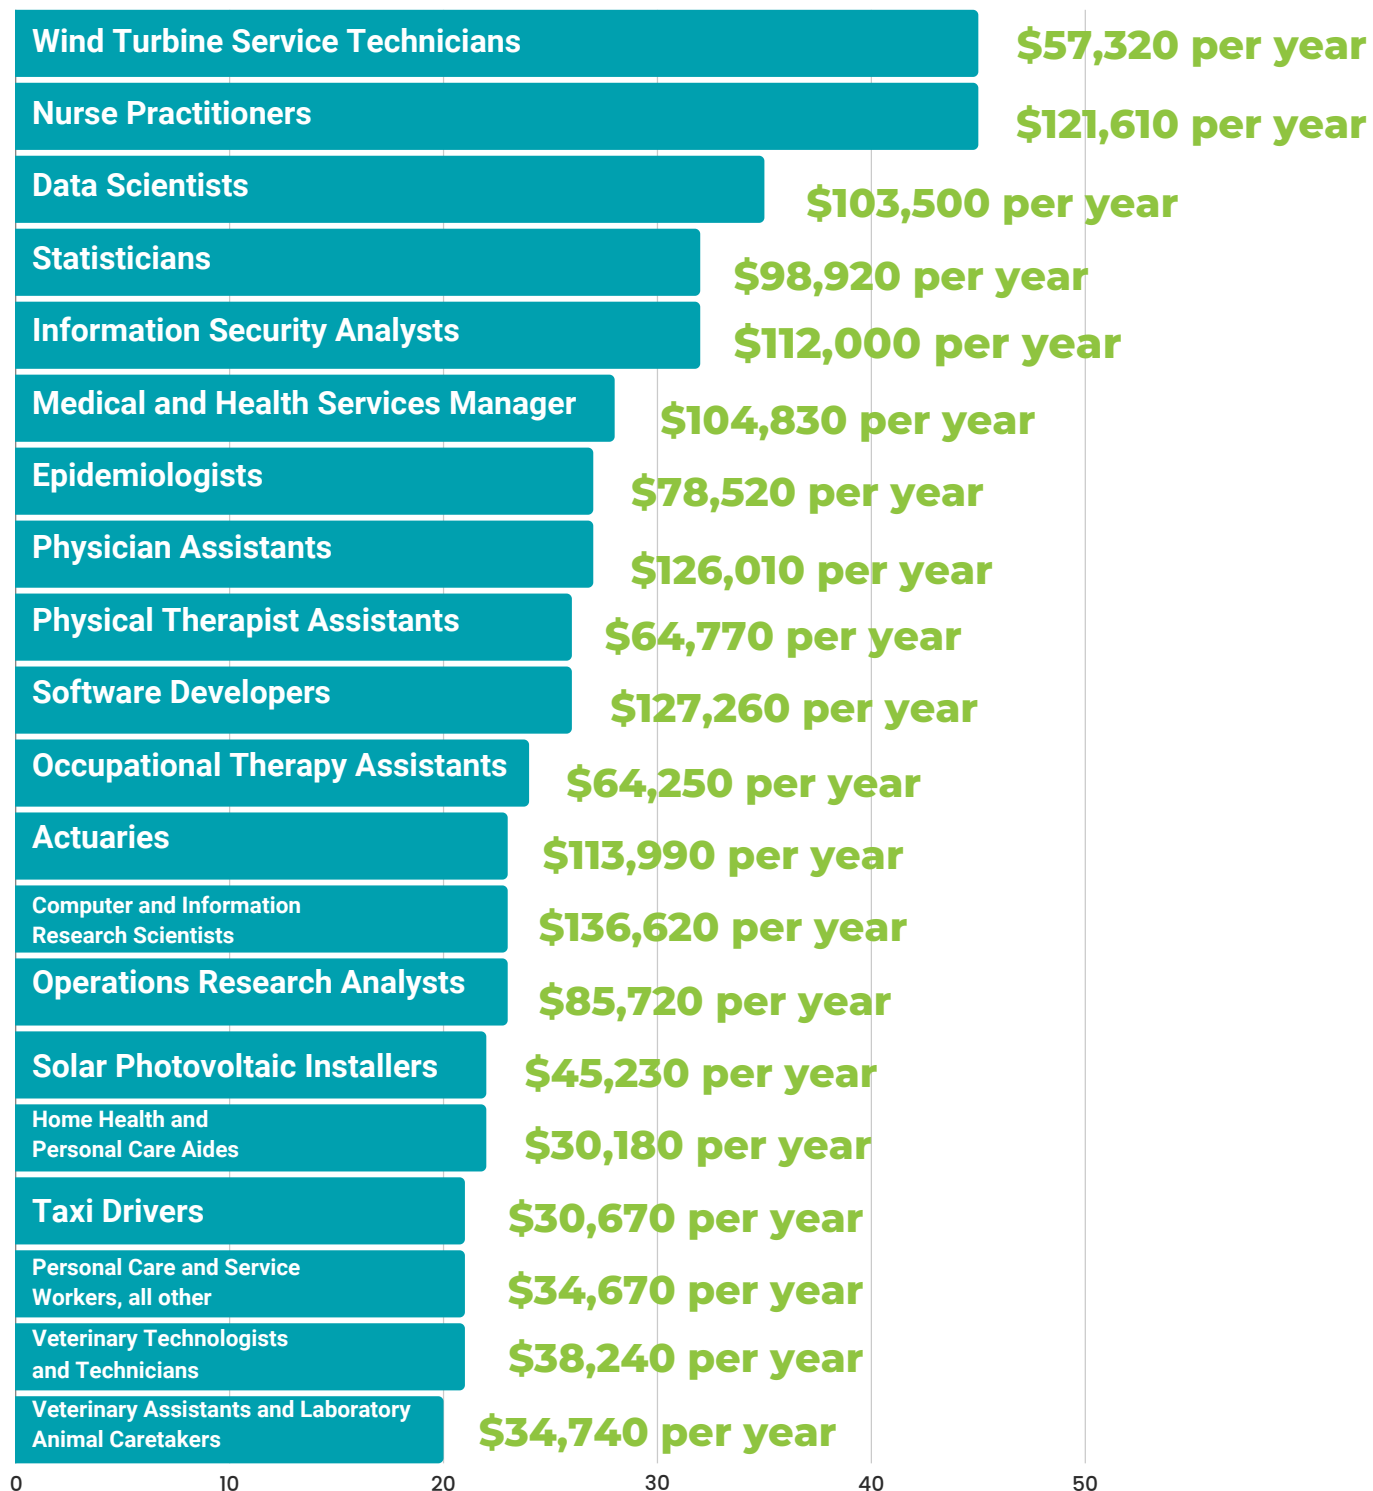 Wind Turbine Service Technicians
$57,320 per year
Nurse Practitioners
$121,610 per year
Data Scientists
$103,500 per year
Statisticians
$98,920 per year
Information Security Analysts
$112,000 per year
Medical and Health Services Manager
$104,830 per year
Epidemiologists
$78,520 per year
Physician Assistants
$126,010 per year
Physical Therapist Assistants
$64,770 per year
Software Developers
$127,260 per year
Occupational Therapy Assistants
$64,250 per year
Actuaries
$113,990 per year
Computer and Information
Research Scientists
$136,620 per year
Operations Research Analysts
$85,720 per year
Solar Photovoltaic Installers
$45,230 per year
Home Health and
Personal Care Aides
$30,180 per year
Taxi Drivers
$30,670 per year
Personal Care and Service
Workers, all other
$34,670 per year
Veterinary Technologists
and Technicians
$38,240 per year
Veterinary Assistants and Laboratory
Animal Caretakers
$34,740 per year
0 10 20 30 40 50